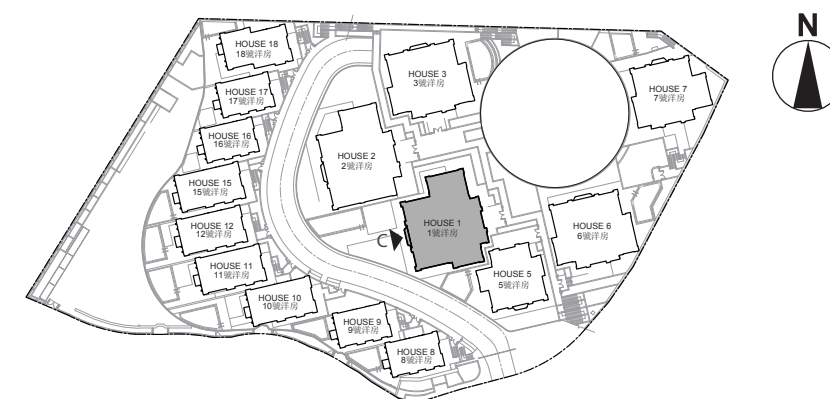 N
HOUSE 18
18號洋房
HOUSE 3
3號洋房
HOUSE 7
7號洋房
HOUSE 17
17號洋房
HOUSE 16
16號洋房
HOUSE 2
2號洋房
HOUSE 15
15號洋房
HOUSE 1
1號洋房
HOUSE 6
6號洋房
HOUSE 12
12號洋房
C
HOUSE 11
11號洋房
HOUSE 5
5號洋房
HOUSE 10
10號洋房
HOUSE 9
9號洋房
HOUSE 8
8號洋房